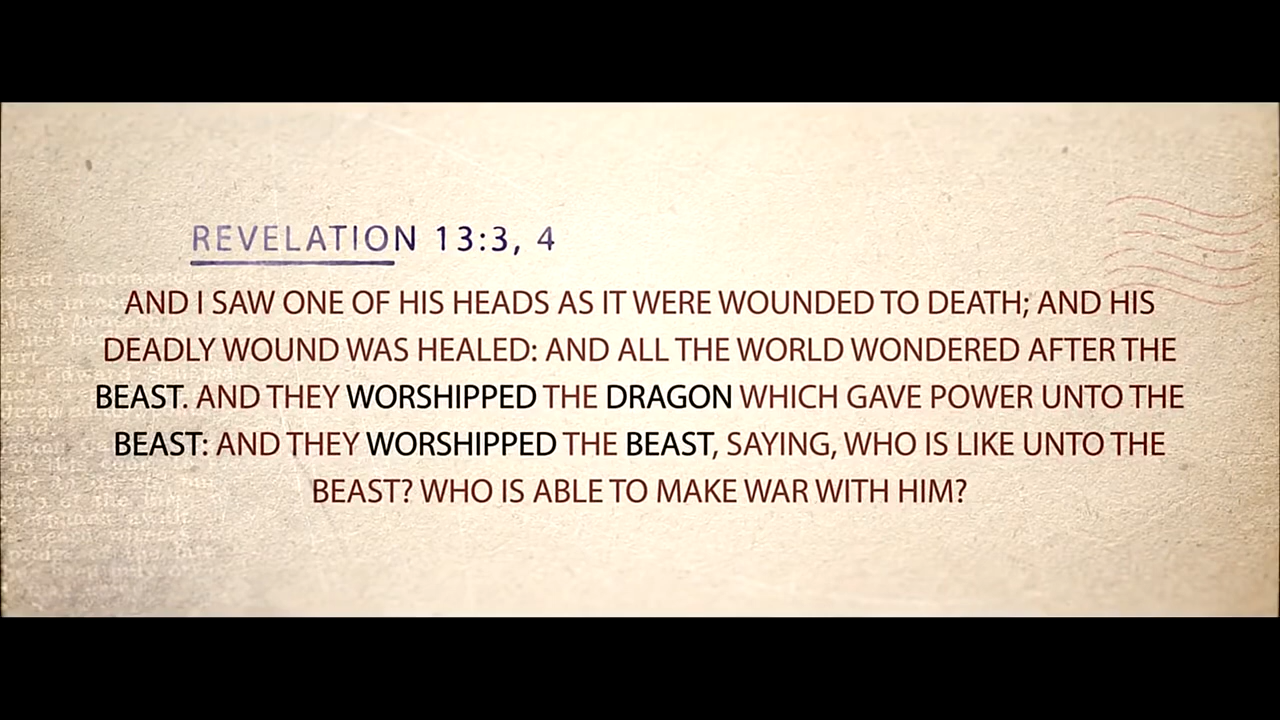 REVELATION 13:3, 4
AND I SAW ONE OF HIS HEADS AS IT WERE WOUNDED TO DEATH; AND HIS
DEADLY WOUND WAS HEALED: AND ALL THE WORLD WONDERED AFTER THE
BEAST. AND THEY WORSHIPPED THE DRAGON WHICH GAVE POWER UNTO THE
BEAST: AND THEY WORSHIPPED THE BEAST, SAYING, WHO IS LIKE UNTO THE
BEAST? WHO IS ABLE TO MAKE WAR WITH HIM?